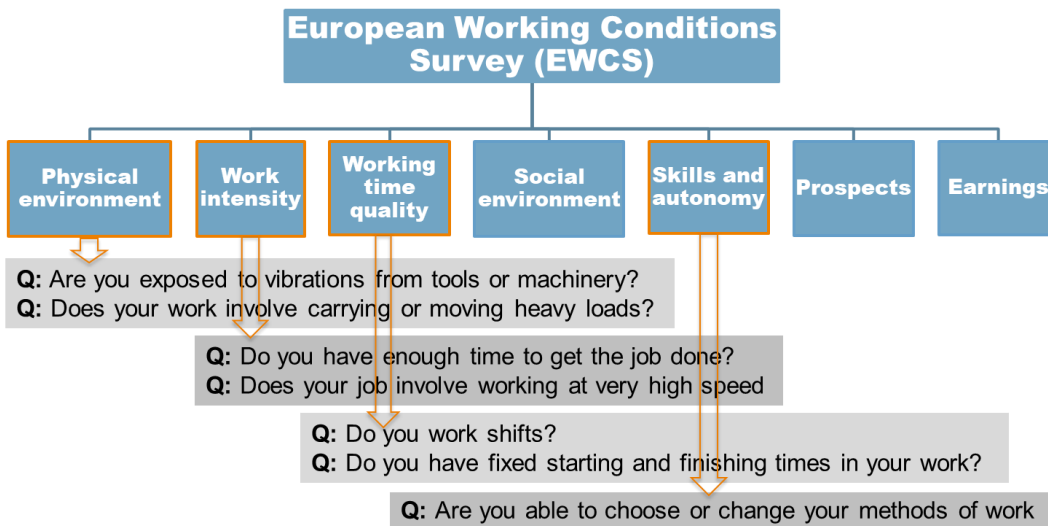 European Working Conditions
Survey (EWCS)
Physical
environment
Work
intensity
Working
time
quality
Social
environment
Skills and
autonomy
Prospects
Earnings
Q: Are you exposed to vibrations from tools or machinery?
Q: Does your work involve carrying or moving heavy loads?
Q: Do you have enough time to get the job done?
Q: Does your job involve working at very high speed
Q: Do you work shifts?
Q: Do you have fixed starting and finishing times in your work?
Q: Are you able to choose or change your methods of work